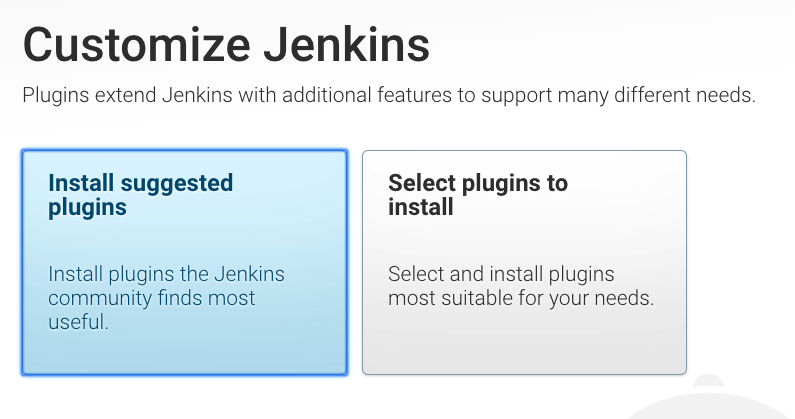 Customize Jenkins
Plugins extend Jenkins with additional features to support many different needs.
Install suggested
plugins
Install plugins the Jenkins
community finds most
useful.
Select plugins to
install
Select and install plugins
most suitable for your needs.